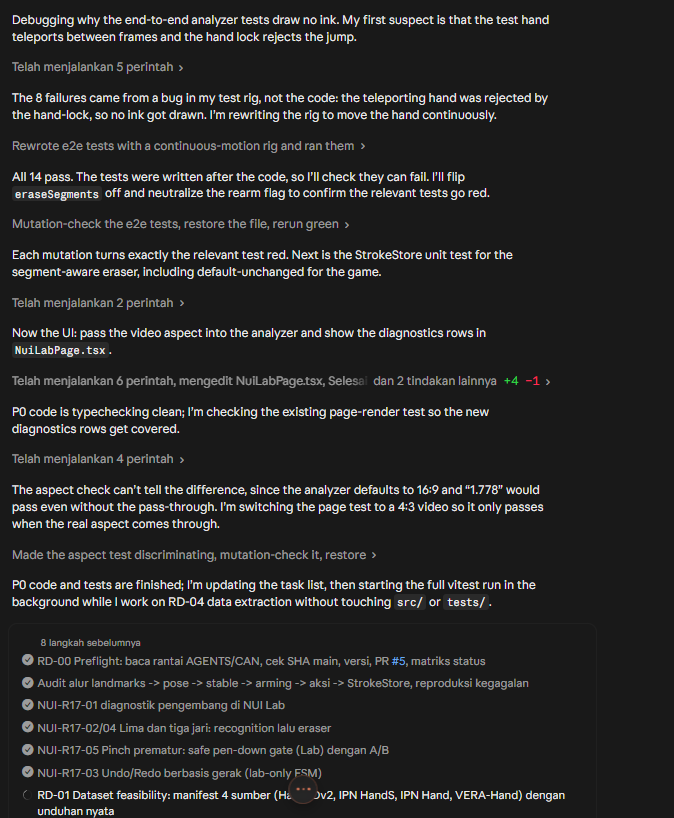 Debugging why the end-to-end analyzer tests draw no ink. My first suspect is that the test hand
teleports between frames and the hand lock rejects the jump.
Telah menjalankan 5 perintah >
The 8 failures came from a bug in my test rig, not the code: the teleporting hand was rejected by
the hand-lock, so no ink got drawn. I'm rewriting the rig to move the hand continuously.
Rewrote e2e tests with a continuous-motion rig and ran them >
All 14 pass. The tests were written after the code, so I'll check they can fail. I'll flip
eraseSegments off and neutralize the rearm flag to confirm the relevant tests go red.
Mutation-check the e2e tests, restore the file, rerun green >
Each mutation turns exactly the relevant test red. Next is the StrokeStore unit test for the
segment-aware eraser, including default-unchanged for the game.
Telah menjalankan 2 perintah >
Now the UI: pass the video aspect into the analyzer and show the diagnostics rows in
NuiLabPage.tsx.
Telah menjalankan 6 perintah, mengedit NuiLabPage.tsx, Selesai dan 2 tindakan lainnya +4 −1 >
P0 code is typechecking clean; I'm checking the existing page-render test so the new
diagnostics rows get covered.
Telah menjalankan 4 perintah >
The aspect check can't tell the difference, since the analyzer defaults to 16:9 and “1.778” would
pass even without the pass-through. I'm switching the page test to a 4:3 video so it only passes
when the real aspect comes through.
Made the aspect test discriminating, mutation-check it, restore >
P0 code and tests are finished; I'm updating the task list, then starting the full vitest run in the
background while I work on RD-04 data extraction without touching src/ or tests/.
8 langkah sebelumnya
RD-00 Preflight: baca rantai AGENTS/CAN, cek SHA main, versi, PR #5, matriks status
Audit alur landmarks -> pose -> stable -> arming -> aksi -> StrokeStore, reproduksi kegagalan
NUI-R17-01 diagnostik pengembang di NUI Lab
NUI-R17-02/04 Lima dan tiga jari: recognition lalu eraser
NUI-R17-05 Pinch prematur: safe pen-down gate (Lab) dengan A/B
NUI-R17-03 Undo/Redo berbasis gerak (lab-only FSM)
RD-01 Dataset feasibility: manifest 4 sumber IPN HandS, IPN Hand, VERA-Hand) dengan
unduhan nyata